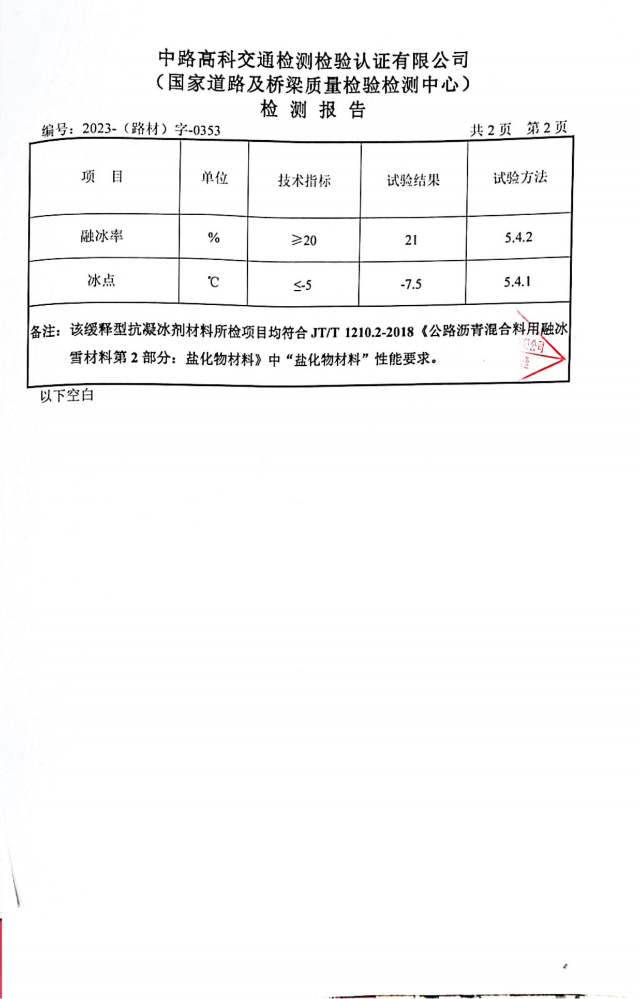 中路高科交通检测检验认证有限公司
（国家道路及桥梁质量检验检测中心）
检 测 报 告
编号：2023-（路材）字-0353 共 2 页 第 2 页
项 目 单位 技术指标 试验结果 试验方法
融冰率 % ≥20 21 5.4.2
冰点 ℃ ≤-5 -7.5 5.4.1
备注：该缓释型抗凝冰剂材料所检项目均符合 JT/T 1210.2-2018《公路沥青混合料用融冰
雪材料第 2 部分：盐化物材料》中“盐化物材料”性能要求。
限公司
以下空白